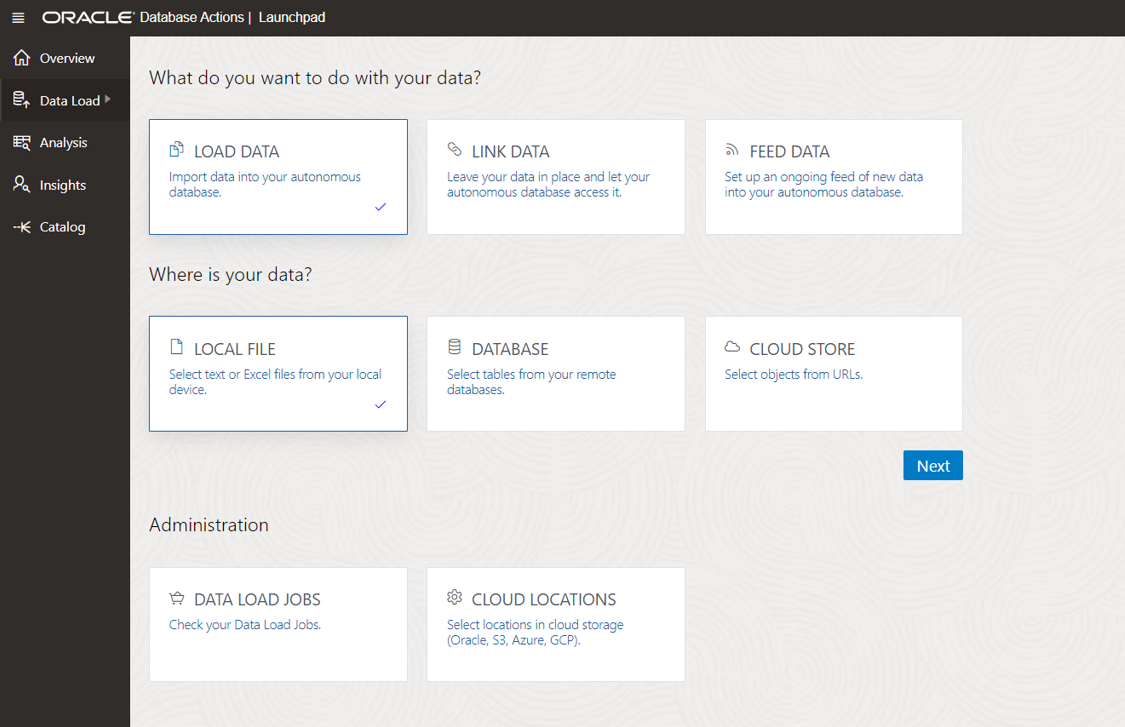 ORACLE Database Actions | Launchpad
Overview
Data Load
Analysis
Insights
Catalog
What do you want to do with your data?
LOAD DATA
Import data into your autonomous
database.
LINK DATA
Leave your data in place and let your
autonomous database access it.
FEED DATA
Set up an ongoing feed of new data
into your autonomous database.
Where is your data?
LOCAL FILE
Select text or Excel files from your local
device.
DATABASE
Select tables from your remote
databases.
CLOUD STORE
Select objects from URLs.
Next
Administration
DATA LOAD JOBS
Check your Data Load Jobs.
CLOUD LOCATIONS
Select locations in cloud storage
(Oracle, S3, Azure, GCP).